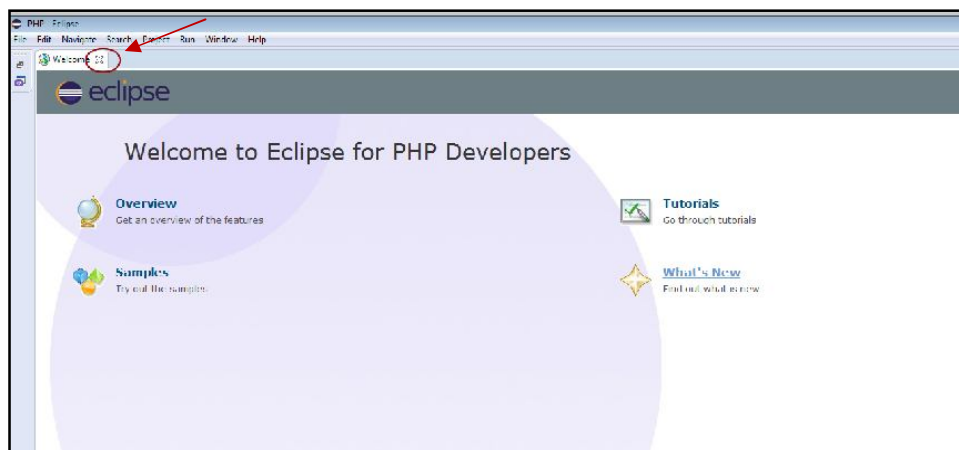 PHP - Eclipse
File Edit Navigate Search Project Run Window Help
Welcome
eclipse
Welcome to Eclipse for PHP Developers
Overview
Get an overview of the features
Tutorials
Go through tutorials
Samples
Try out the samples
What's New
Find out what is new